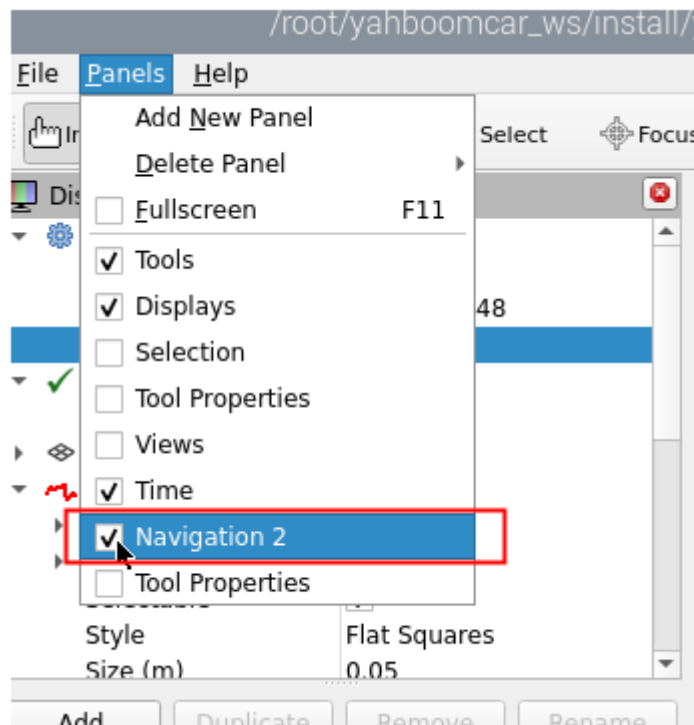 /root/yahboomcar_ws/install/
File Panels Help
Add New Panel
Select
Focus
Delete Panel
Fullscreen F11
Tools
Displays
48
Selection
Tool Properties
Views
Time
Navigation 2
Tool Properties
Style Flat Squares
Size (m) 0.05
Add Duplicate Remove Rename